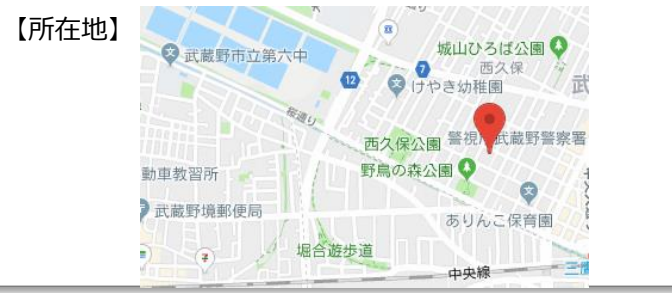 【所在地】
城山ひろば公園
武蔵野市立第六中
7
西久保
12
けやき幼稚園
武
桜通り
西久保公園
警視庁武蔵野警察署
野鳥の森公園
動車教習所
ありんこ保育園
武蔵野境郵便局
堀合遊歩道
中央線
三鷹